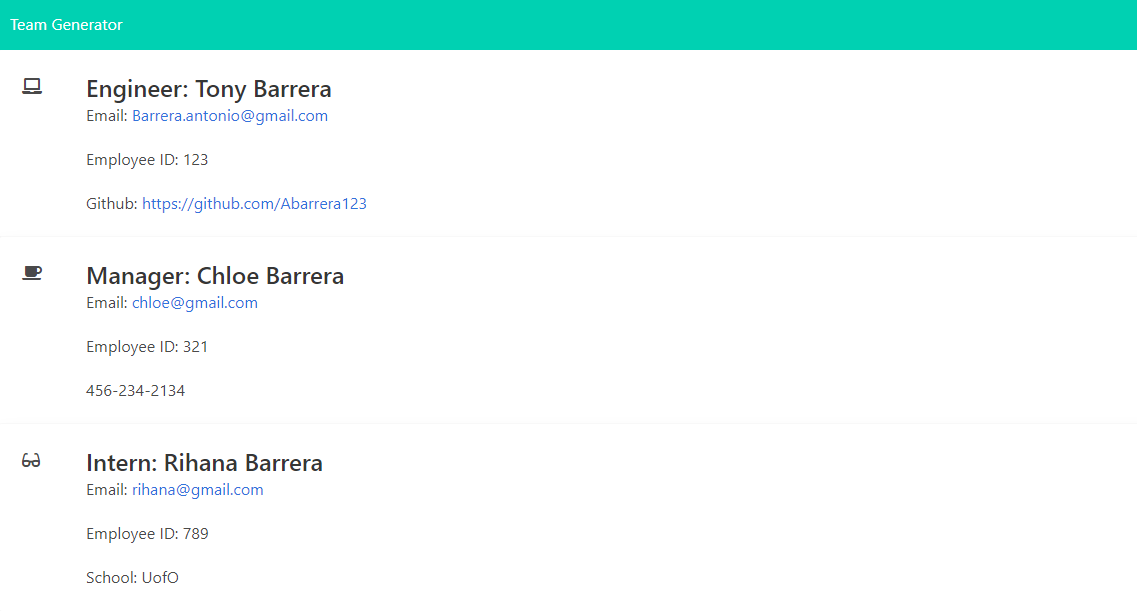 Team Generator
Engineer: Tony Barrera
Email: Barrera.antonio@gmail.com
Employee ID: 123
Github: https://github.com/Abarrera123
Manager: Chloe Barrera
Email: chloe@gmail.com
Employee ID: 321
456-234-2134
Intern: Rihana Barrera
Email: rihana@gmail.com
Employee ID: 789
School: UofO